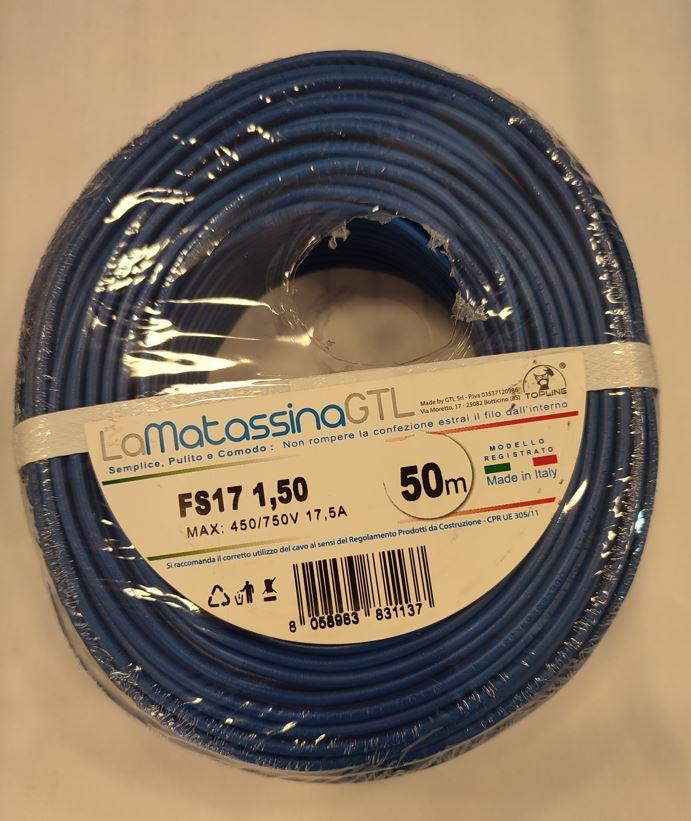 LaMatassinaGTL
Made by GTL Srl - P.iva 03537120986
Via Moretto, 17 - 25082 Botticino (BS)
TOPLINE ®
Semplice, Pulito e Comodo : Non rompere la confezione estrai il filo dall'interno
FS17 1,50
MAX: 450/750V 17,5A
50m
MODELLO
REGISTRATO
Made in Italy
Si raccomanda il corretto utilizzo del cavo ai sensi del Regolamento Prodotti da Costruzione - CPR UE 305/11
8 058983 831137